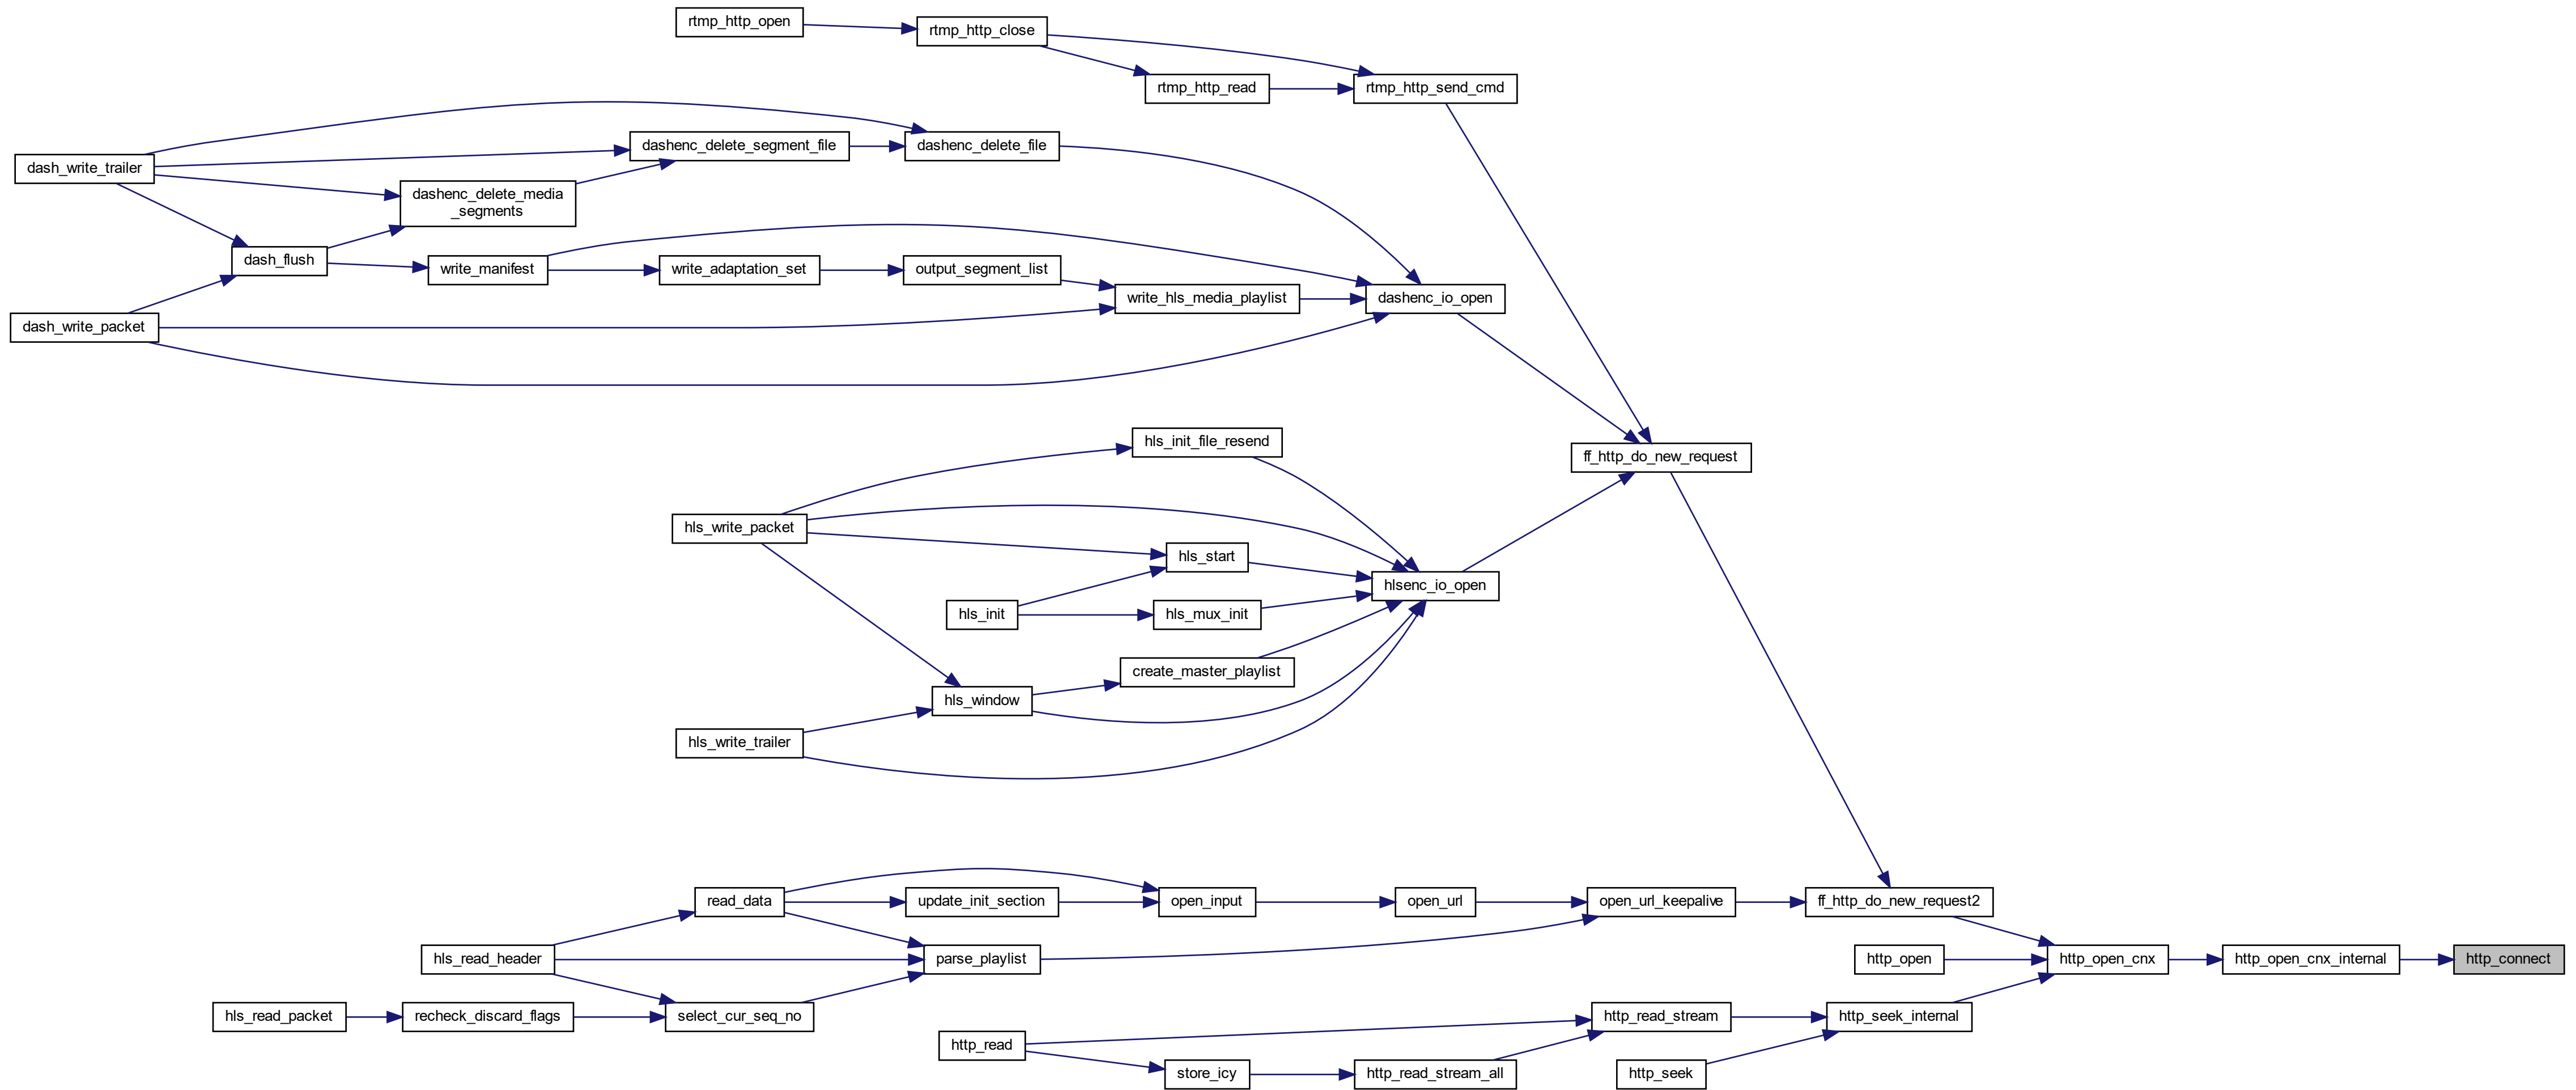 rtmp_http_open
rtmp_http_close
rtmp_http_read
rtmp_http_send_cmd
dashenc_delete_segment_file
dashenc_delete_file
dash_write_trailer
dashenc_delete_media
_segments
dash_flush
write_manifest
write_adaptation_set
output_segment_list
write_hls_media_playlist
dashenc_io_open
dash_write_packet
hls_init_file_resend
ff_http_do_new_request
hls_write_packet
hls_start
hlsenc_io_open
hls_init
hls_mux_init
create_master_playlist
hls_window
hls_write_trailer
read_data
update_init_section
open_input
open_url
open_url_keepalive
ff_http_do_new_request2
hls_read_header
parse_playlist
http_open
http_open_cnx
http_open_cnx_internal
http_connect
hls_read_packet
recheck_discard_flags
select_cur_seq_no
http_read_stream
http_seek_internal
http_read
store_icy
http_read_stream_all
http_seek